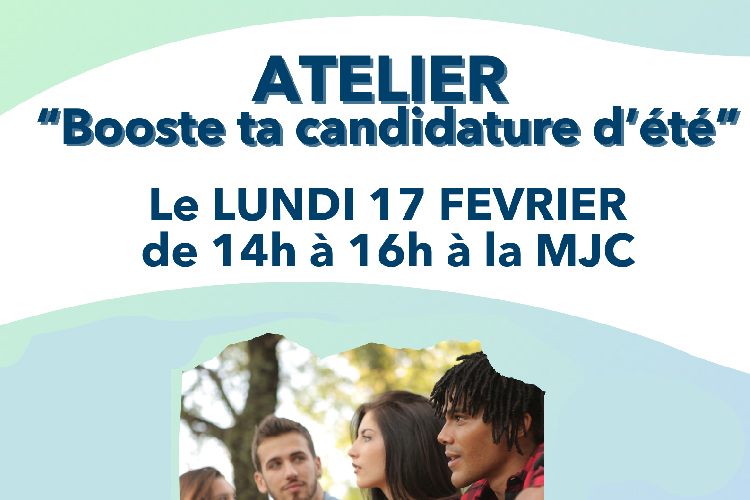 ATELIER
“Booste ta candidature d’été”
Le LUNDI 17 FEVRIER
de 14h à 16h à la MJC